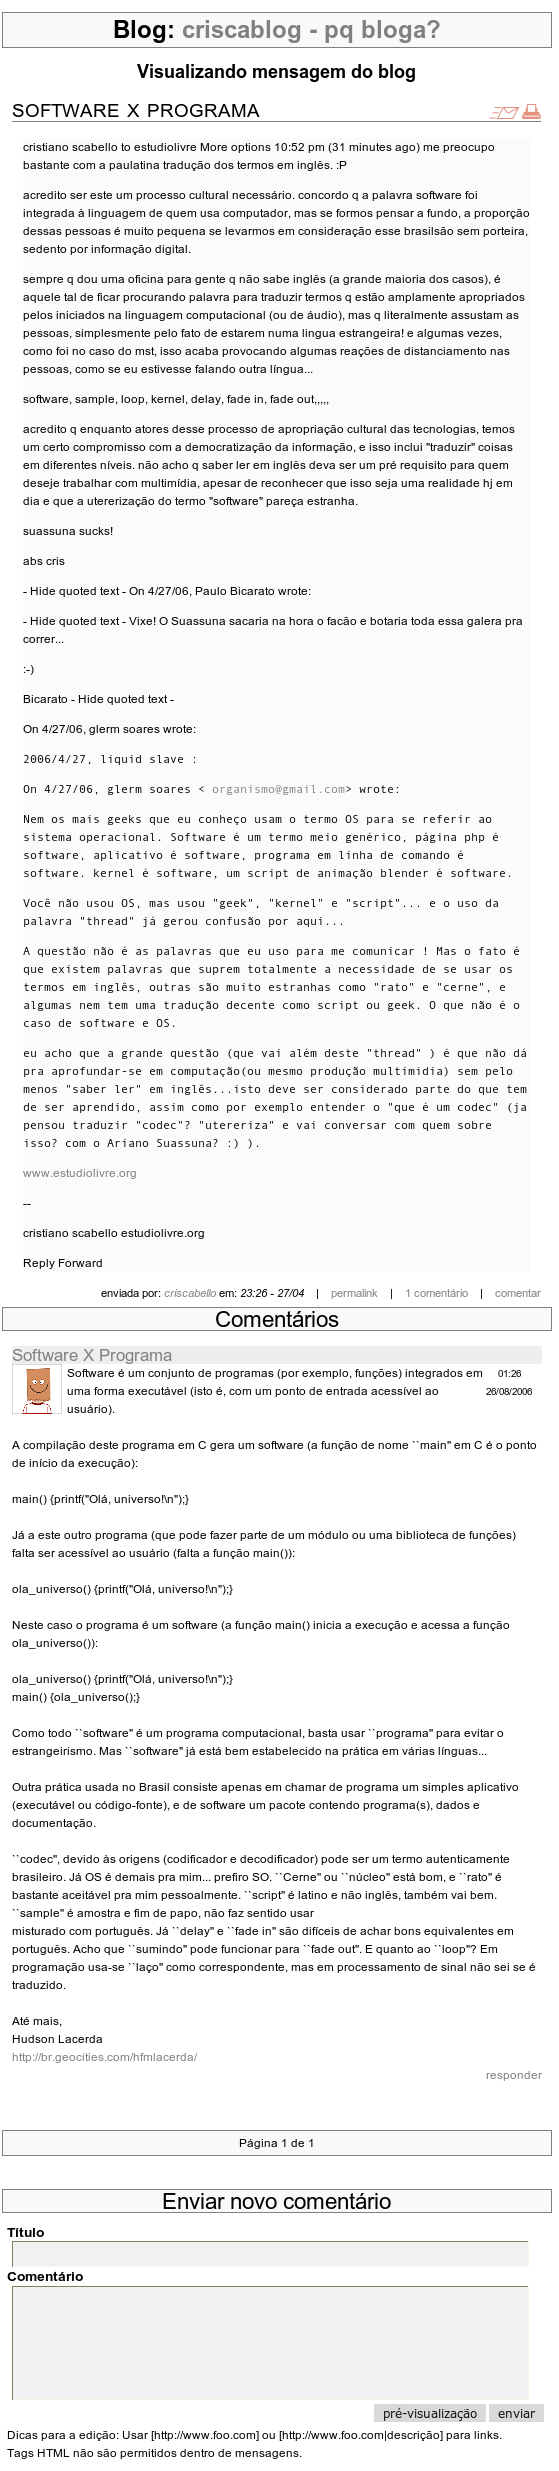 Blog: criscablog - pq bloga?
Visualizando mensagem do blog
SOFTWARE X PROGRAMA
cristiano scabello to estudiolivre More options 10:52 pm (31 minutes ago) me preocupo
bastante com a paulatina tradução dos termos em inglês. :P
acredito ser este um processo cultural necessário. concordo q a palavra software foi
integrada à linguagem de quem usa computador, mas se formos pensar a fundo, a proporção
dessas pessoas é muito pequena se levarmos em consideração esse brasilsão sem porteira,
sedento por informação digital.
sempre q dou uma oficina para gente q não sabe inglês (a grande maioria dos casos), é
aquele tal de ficar procurando palavra para traduzir termos q estão amplamente apropriados
pelos iniciados na linguagem computacional (ou de áudio), mas q literalmente assustam as
pessoas, simplesmente pelo fato de estarem numa lingua estrangeira! e algumas vezes,
como foi no caso do mst, isso acaba provocando algumas reações de distanciamento nas
pessoas, como se eu estivesse falando outra língua...
software, sample, loop, kernel, delay, fade in, fade out,,,,,
acredito q enquanto atores desse processo de apropriação cultural das tecnologias, temos
um certo compromisso com a democratização da informação, e isso inclui "traduzir" coisas
em diferentes níveis. não acho q saber ler em inglês deva ser um pré requisito para quem
deseje trabalhar com multimídia, apesar de reconhecer que isso seja uma realidade hj em
dia e que a utererização do termo "software" pareça estranha.
suassuna sucks!
abs cris
- Hide quoted text - On 4/27/06, Paulo Bicarato wrote:
- Hide quoted text - Vixe! O Suassuna sacaria na hora o facão e botaria toda essa galera pra
correr...
:-)
Bicarato - Hide quoted text -
On 4/27/06, glerm soares wrote:
2006/4/27, liquid slave :
On 4/27/06, glerm soares < organismo@gmail.com> wrote:
Nem os mais geeks que eu conheço usam o termo OS para se referir ao
sistema operacional. Software é um termo meio genérico, página php é
software, aplicativo é software, programa em linha de comando é
software. kernel é software, um script de animação blender é software.
Você não usou OS, mas usou "geek", "kernel" e "script"... e o uso da
palavra "thread" já gerou confusão por aqui...
A questão não é as palavras que eu uso para me comunicar ! Mas o fato é
que existem palavras que suprem totalmente a necessidade de se usar os
termos em inglês, outras são muito estranhas como "rato" e "cerne", e
algumas nem tem uma tradução decente como script ou geek. O que não é o
caso de software e OS.
eu acho que a grande questão (que vai além deste "thread" ) é que não dá
pra aprofundar-se em computação(ou mesmo produção multimidia) sem pelo
menos "saber ler" em inglês...isto deve ser considerado parte do que tem
de ser aprendido, assim como por exemplo entender o "que é um codec" (ja
pensou traduzir "codec"? "utereriza" e vai conversar com quem sobre
isso? com o Ariano Suassuna? :) ).
www.estudiolivre.org
--
cristiano scabello estudiolivre.org
Reply Forward
enviada por: criscabello em: 23:26 - 27/04 | permalink | 1 comentário | comentar
Comentários
Software X Programa
Software é um conjunto de programas (por exemplo, funções) integrados em 01:26
uma forma executável (isto é, com um ponto de entrada acessível ao 26/08/2006
usuário).
A compilação deste programa em C gera um software (a função de nome ``main'' em C é o ponto
de início da execução):
main() {printf("Olá, universo!\n");}
Já a este outro programa (que pode fazer parte de um módulo ou uma biblioteca de funções)
falta ser acessível ao usuário (falta a função main()):
ola_universo() {printf("Olá, universo!\n");}
Neste caso o programa é um software (a função main() inicia a execução e acessa a função
ola_universo()):
ola_universo() {printf("Olá, universo!\n");}
main() {ola_universo();}
Como todo ``software'' é um programa computacional, basta usar ``programa'' para evitar o
estrangeirismo. Mas ``software'' já está bem estabelecido na prática em várias línguas...
Outra prática usada no Brasil consiste apenas em chamar de programa um simples aplicativo
(executável ou código-fonte), e de software um pacote contendo programa(s), dados e
documentação.
``codec'', devido às origens (codificador e decodificador) pode ser um termo autenticamente
brasileiro. Já OS é demais pra mim... prefiro SO. ``Cerne'' ou ``núcleo'' está bom, e ``rato'' é
bastante aceitável pra mim pessoalmente. ``script'' é latino e não inglês, também vai bem.
``sample'' é amostra e fim de papo, não faz sentido usar
misturado com português. Já ``delay'' e ``fade in'' são difíceis de achar bons equivalentes em
português. Acho que ``sumindo'' pode funcionar para ``fade out''. E quanto ao ``loop''? Em
programação usa-se ``laço'' como correspondente, mas em processamento de sinal não sei se é
traduzido.
Até mais,
Hudson Lacerda
http://br.geocities.com/hfmlacerda/
responder
Página 1 de 1
Enviar novo comentário
Título
Comentário
pré-visualização enviar
Dicas para a edição: Usar [http://www.foo.com] ou [http://www.foo.com|descrição] para links.
Tags HTML não são permitidos dentro de mensagens.